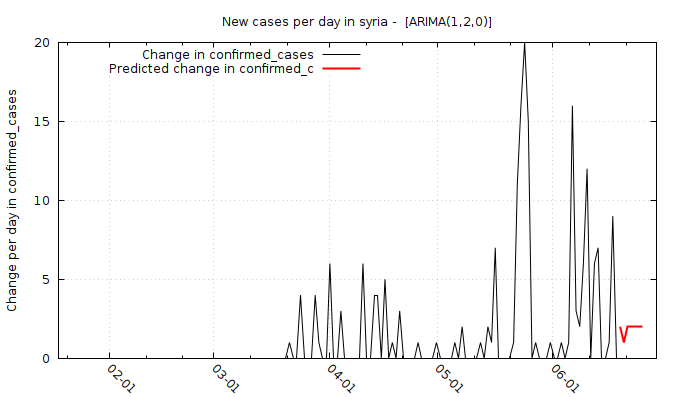 New cases per day in syria -  [ARIMA(1,2,0)]
Change in confirmed_cases
Predicted change in confirmed_c
Change per day in confirmed_cases
20
15
10
5
0
02-01
03-01
04-01
05-01
06-01